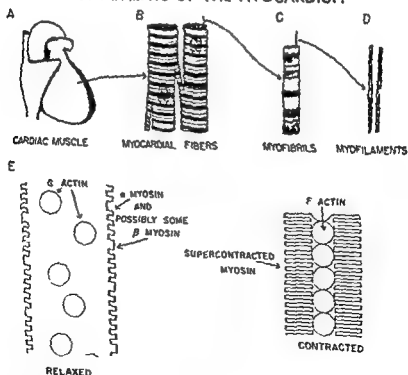 OF THE MYOCARDIUM
A B C D
CARDIAC MUSCLE MYOCARDIAL FIBERS MYOFIBRILS MYOFILAMENTS
E
G ACTIN
α MYOSIN
AND
POSSIBLY SOME
β MYOSIN
F ACTIN
SUPERCONTRACTED
MYOSIN
CONTRACTED
RELAXED